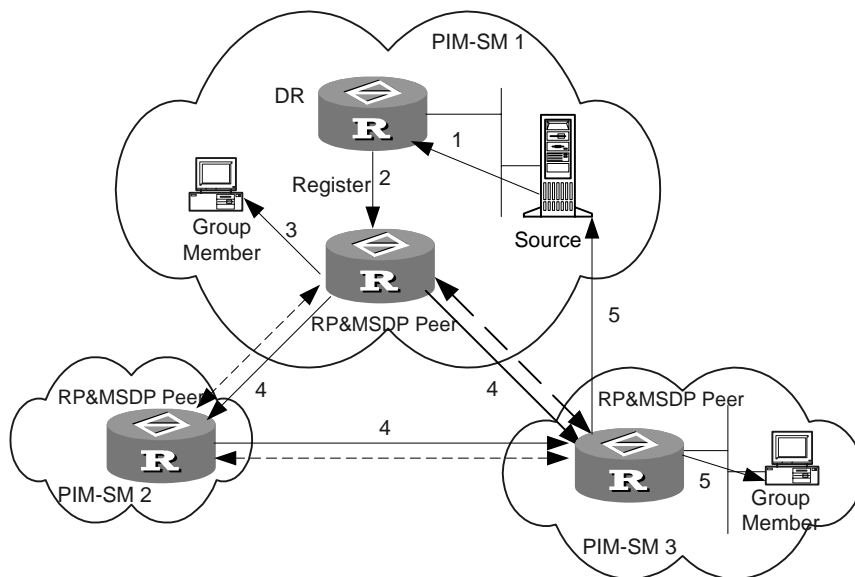 PIM-SM 1
DR
R
1
Register
2
Group
Member
3
Source
R
RP&MSDP Peer
5
4
4
RP&MSDP Peer
RP&MSDP Peer
R
4
PIM-SM 2
R
5
Group
Member
PIM-SM 3